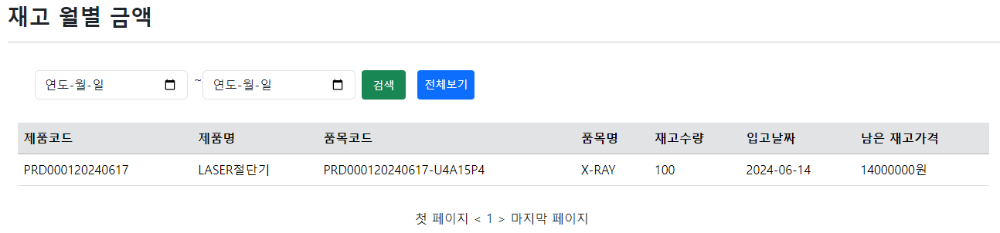 재고 월별 금액
연도-월-일 ~ 연도-월-일 검색 전체보기
제품코드 제품명 품목코드 품목명 재고수량 입고날짜 남은 재고가격
PRD000120240617 LASER절단기 PRD000120240617-U4A15P4 X-RAY 100 2024-06-14 14000000원
첫 페이지 < 1 > 마지막 페이지